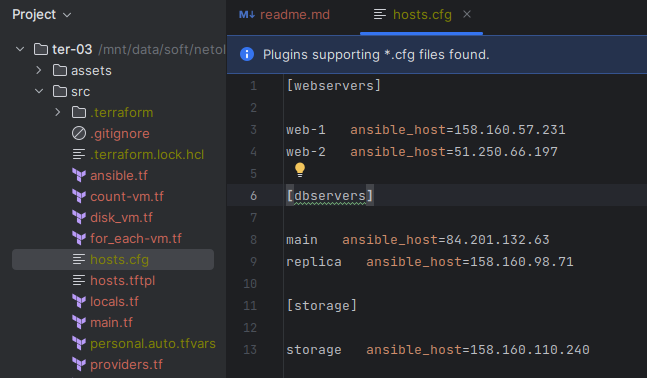 Project
readme.md
hosts.cfg
ter-03 /mnt/data/soft/netol
assets
src
.terraform
.gitignore
.terraform.lock.hcl
ansible.tf
count-vm.tf
disk_vm.tf
for_each-vm.tf
hosts.cfg
hosts.tftpl
locals.tf
main.tf
personal.auto.tfvars
providers.tf
Plugins supporting *.cfg files found.
1 [webservers]
2
3 web-1 ansible_host=158.160.57.231
4 web-2 ansible_host=51.250.66.197
5
6 [dbservers]
7
8 main ansible_host=84.201.132.63
9 replica ansible_host=158.160.98.71
10
11 [storage]
12
13 storage ansible_host=158.160.110.240